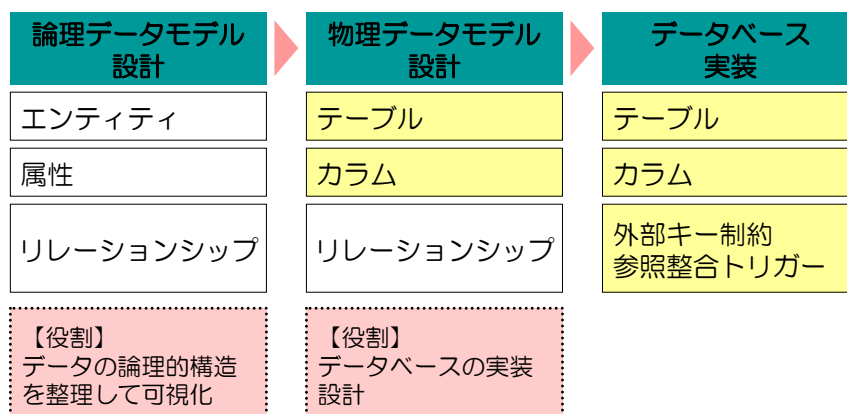 論理データモデル
設計
物理データモデル
設計
データベース
実装
エンティティ
テーブル
テーブル
属性
カラム
カラム
リレーションシップ
リレーションシップ
外部キー制約
参照整合トリガー
【役割】
データの論理的構造
を整理して可視化
【役割】
データベースの実装
設計